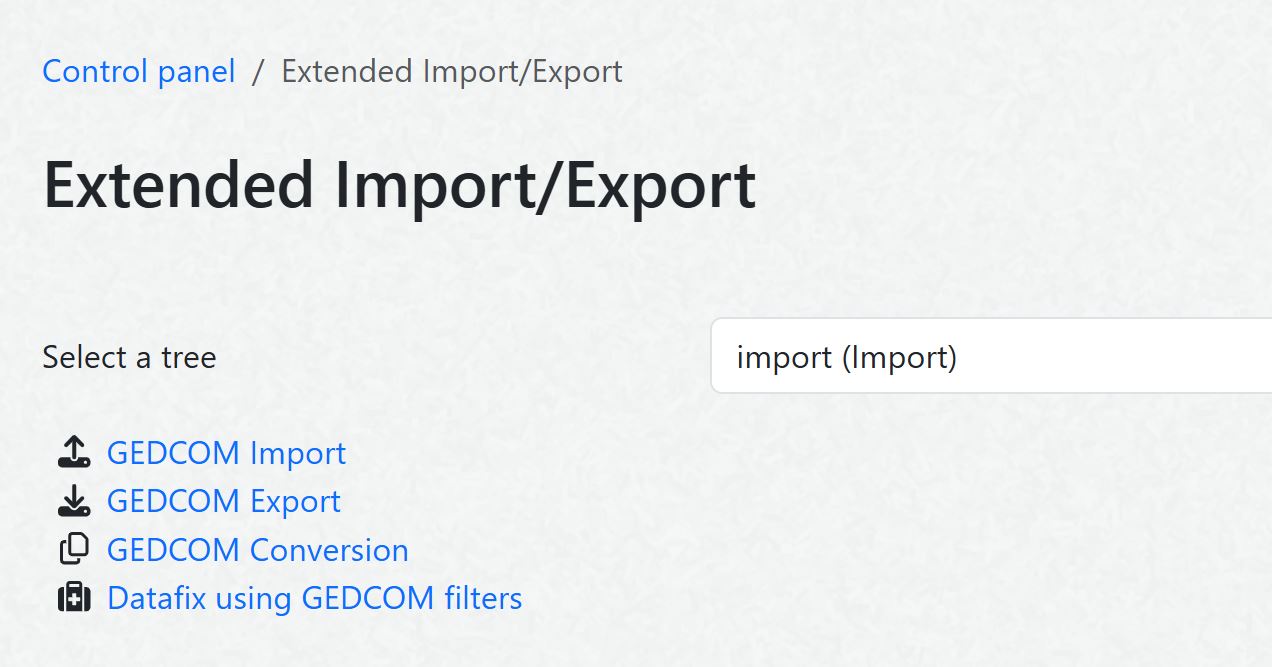 Control panel / Extended Import/Export
Extended Import/Export
Select a tree import (Import)
GEDCOM Import
GEDCOM Export
GEDCOM Conversion
Datafix using GEDCOM filters